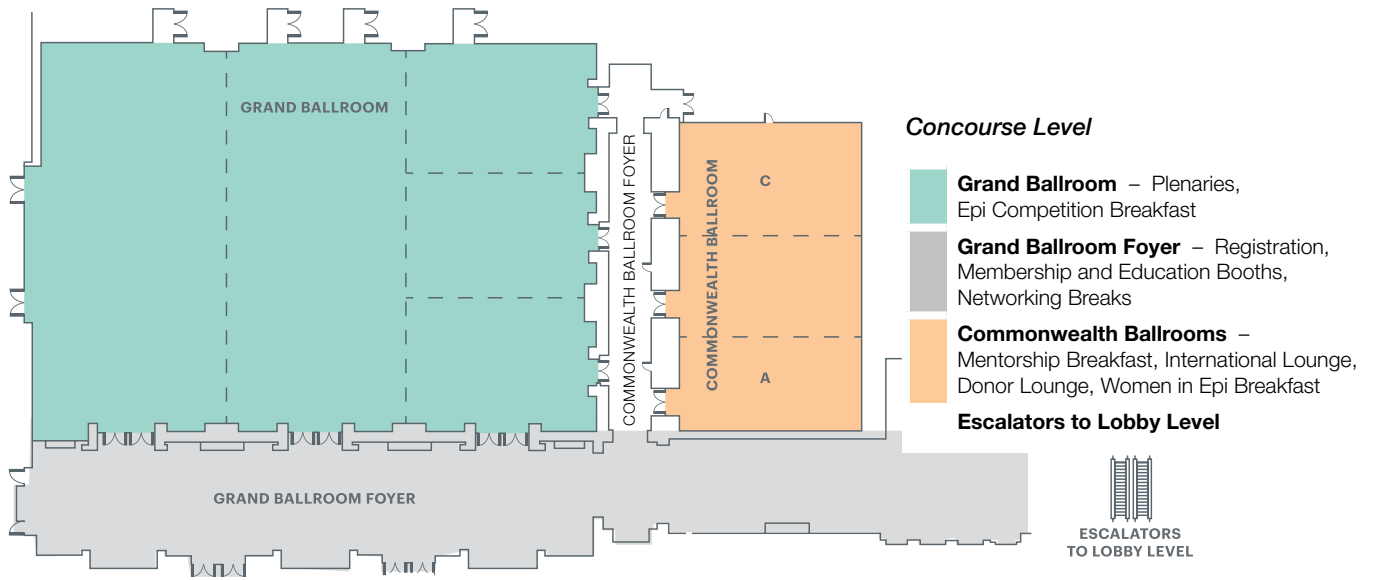 GRAND BALLROOM
COMMONWEALTH BALLROOM FOYER
COMMONWEALTH BALLROOM
C
A
GRAND BALLROOM FOYER
Concourse Level
Grand Ballroom – Plenaries,
Epi Competition Breakfast
Grand Ballroom Foyer – Registration,
Membership and Education Booths,
Networking Breaks
Commonwealth Ballrooms –
Mentorship Breakfast, International Lounge,
Donor Lounge, Women in Epi Breakfast
Escalators to Lobby Level
ESCALATORS
TO LOBBY LEVEL